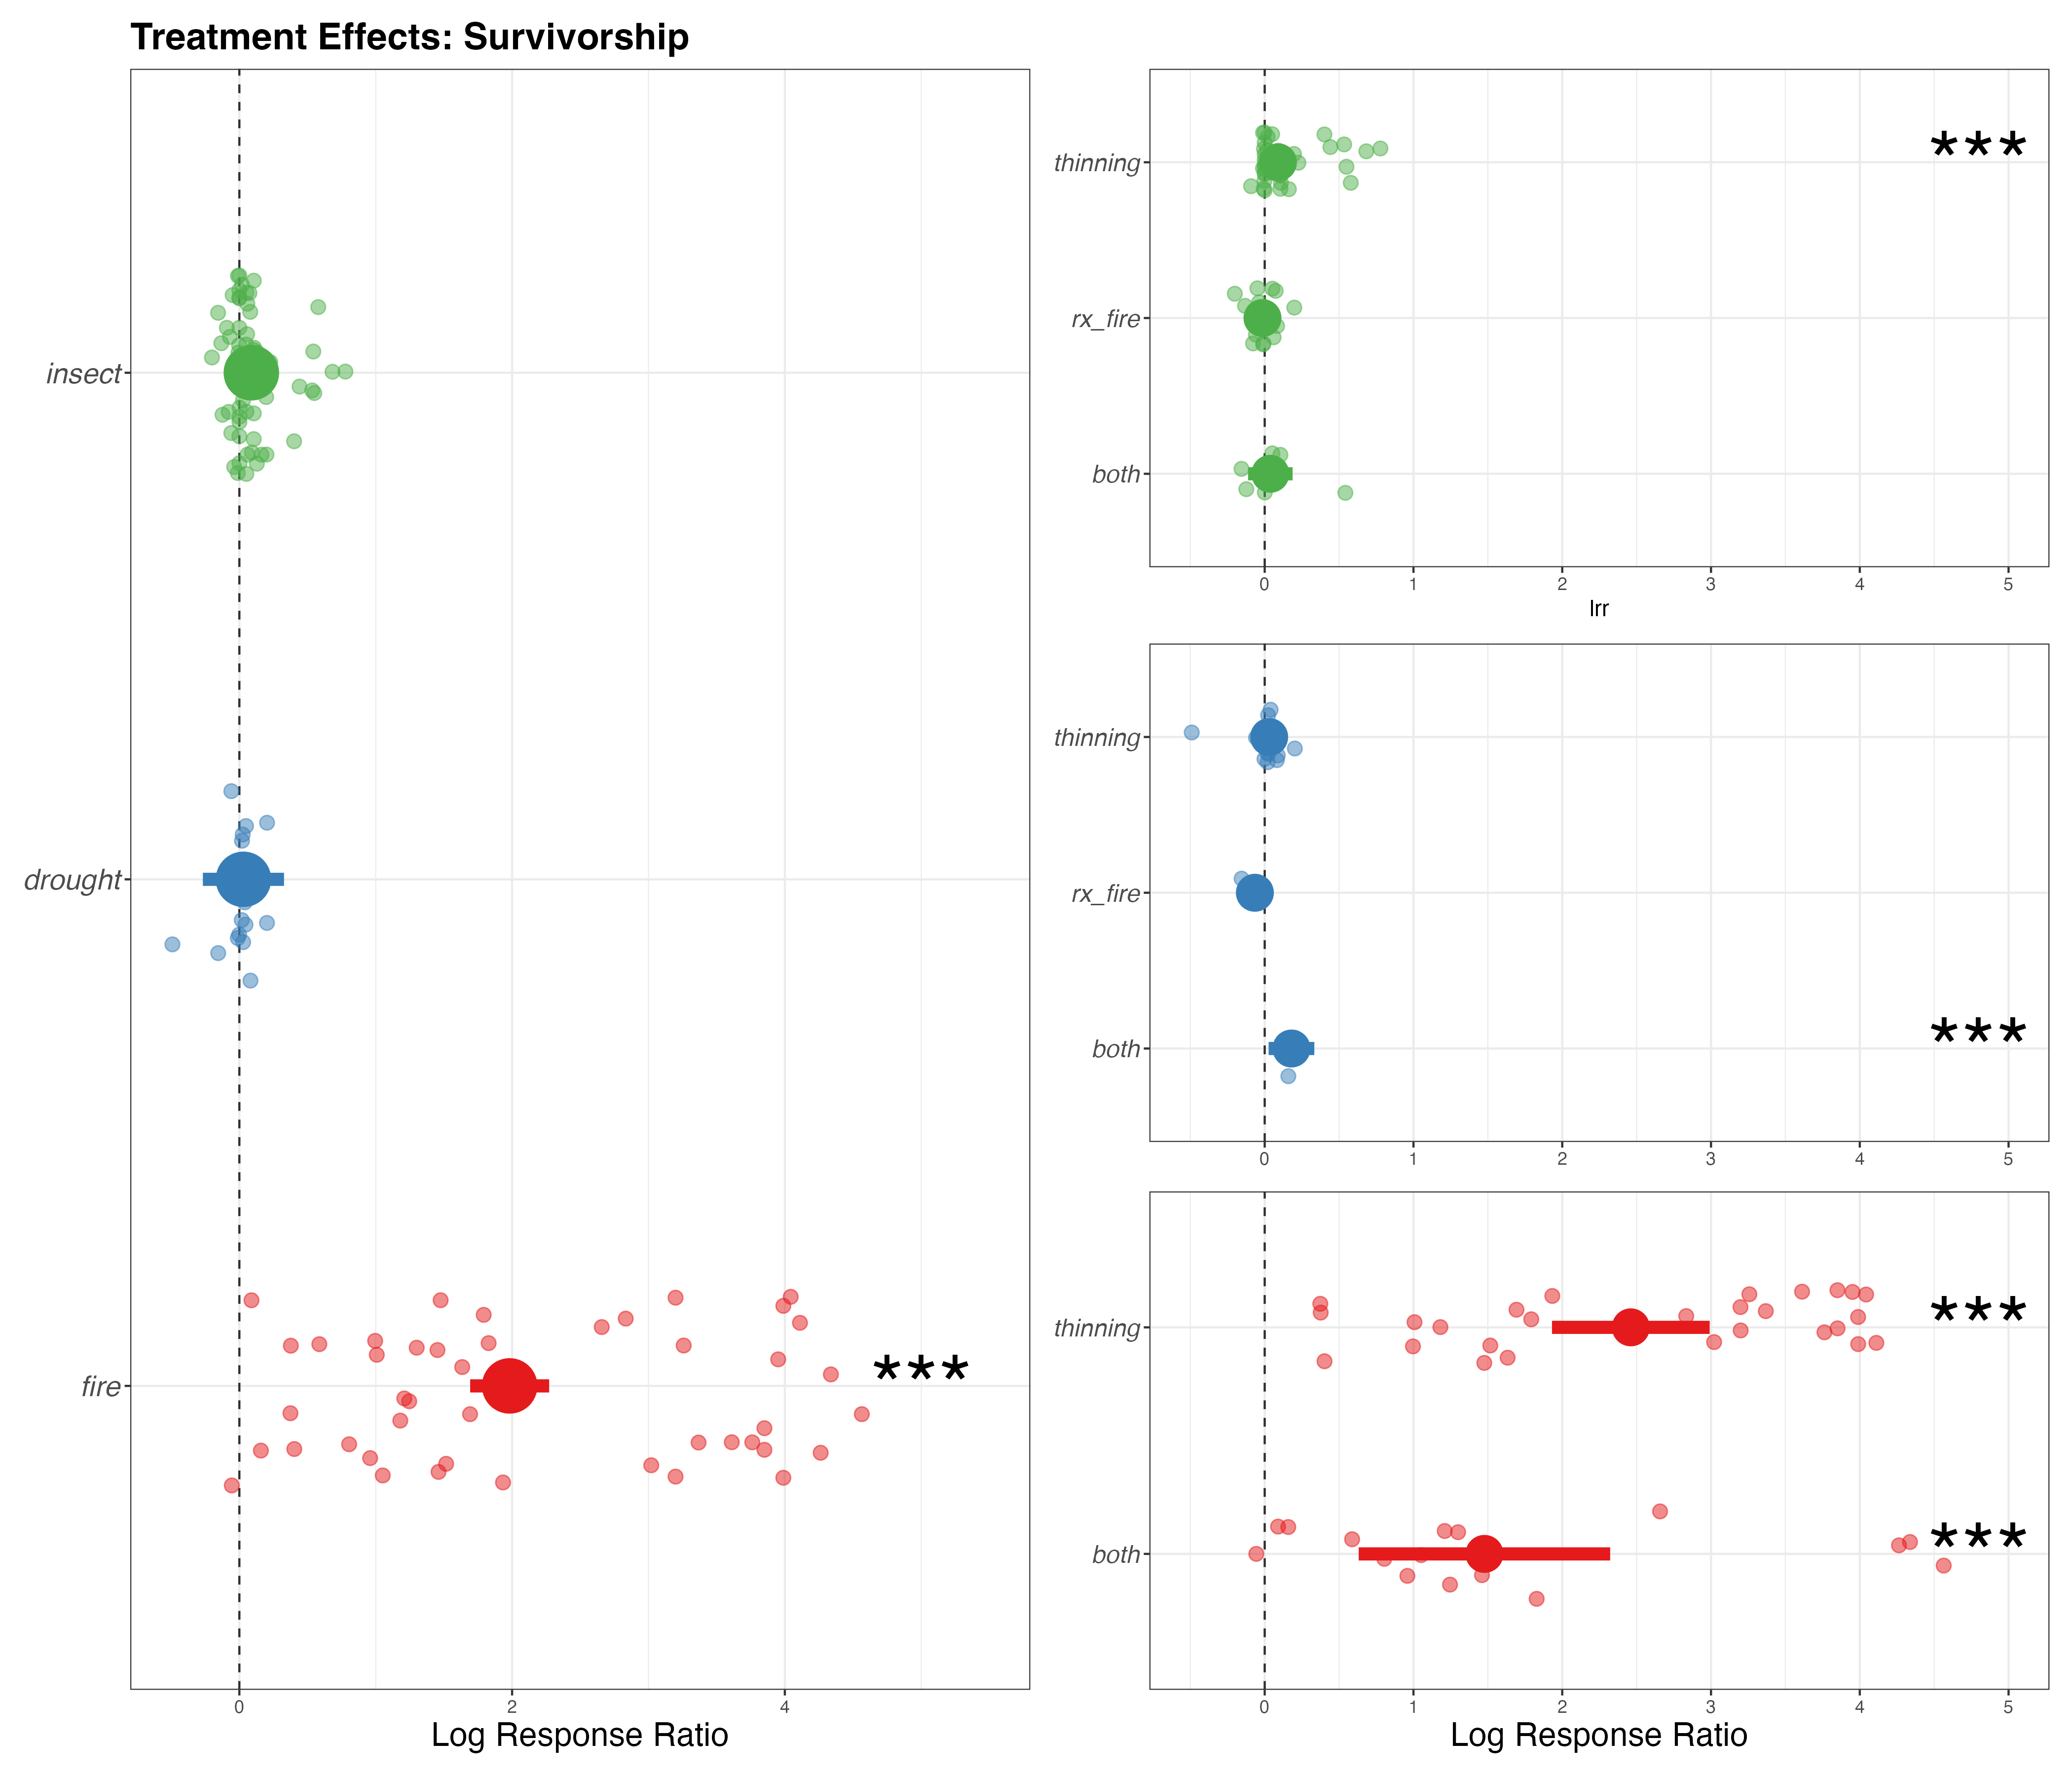 Treatment Effects: Survivorship
insect
drought
fire
***
0 2 4
Log Response Ratio
thinning
***
rx_fire
both
0 1 2 3 4 5
lrr
thinning
rx_fire
both
***
0 1 2 3 4 5
thinning
***
both
***
0 1 2 3 4 5
Log Response Ratio